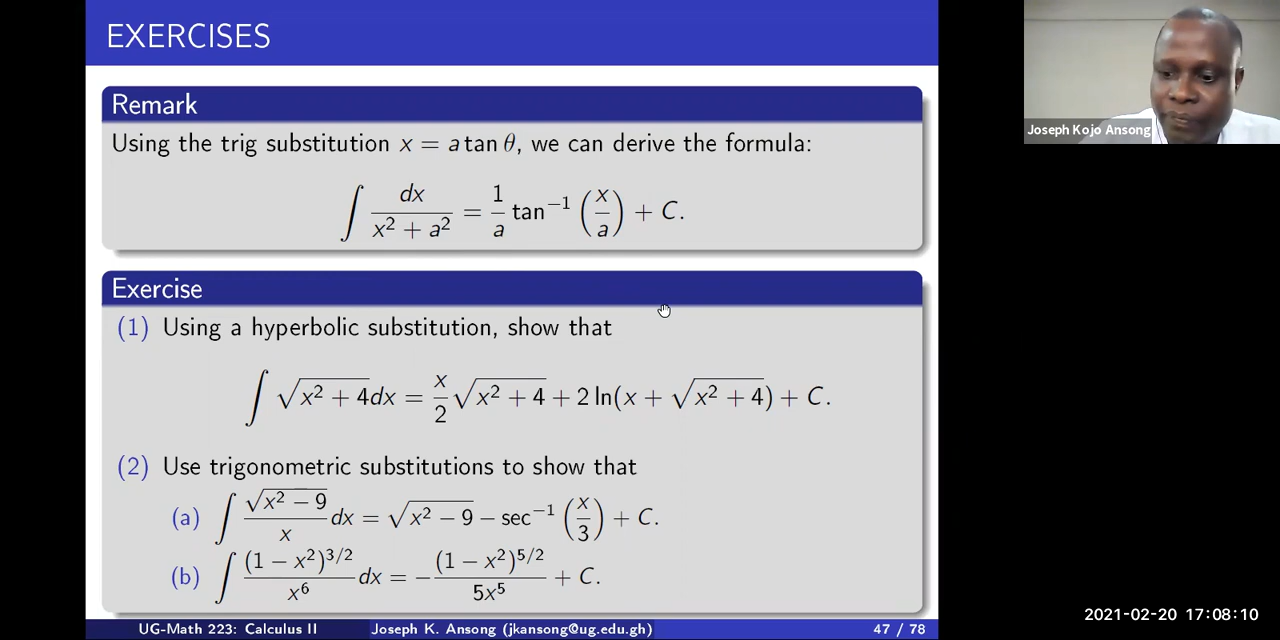 EXERCISES
Remark
Using the trig substitution x = a tan θ, we can derive the formula:
∫ dx / (x² + a²) = (1/a) tan⁻¹ (x/a) + C.
Exercise
(1) Using a hyperbolic substitution, show that
∫ √(x² + 4) dx = (x/2) √(x² + 4) + 2 ln(x + √(x² + 4)) + C.
(2) Use trigonometric substitutions to show that
(a) ∫ (√(x² − 9) / x) dx = √(x² − 9) − sec⁻¹ (x/3) + C.
(b) ∫ ((1 − x²)^{3/2} / x⁶) dx = − (1 − x²)^{5/2} / (5x⁵) + C.
UG-Math 223: Calculus II Joseph K. Ansong (jkansong@ug.edu.gh) 47 / 78
Joseph Kojo Ansong
2021-02-20 17:08:10